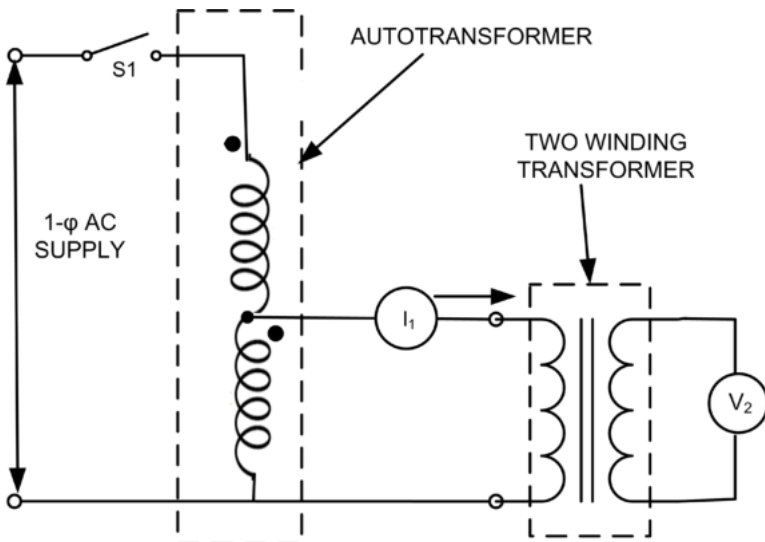 AUTOTRANSFORMER
S1
TWO WINDING
TRANSFORMER
1-φ AC
SUPPLY
I₁
V₂